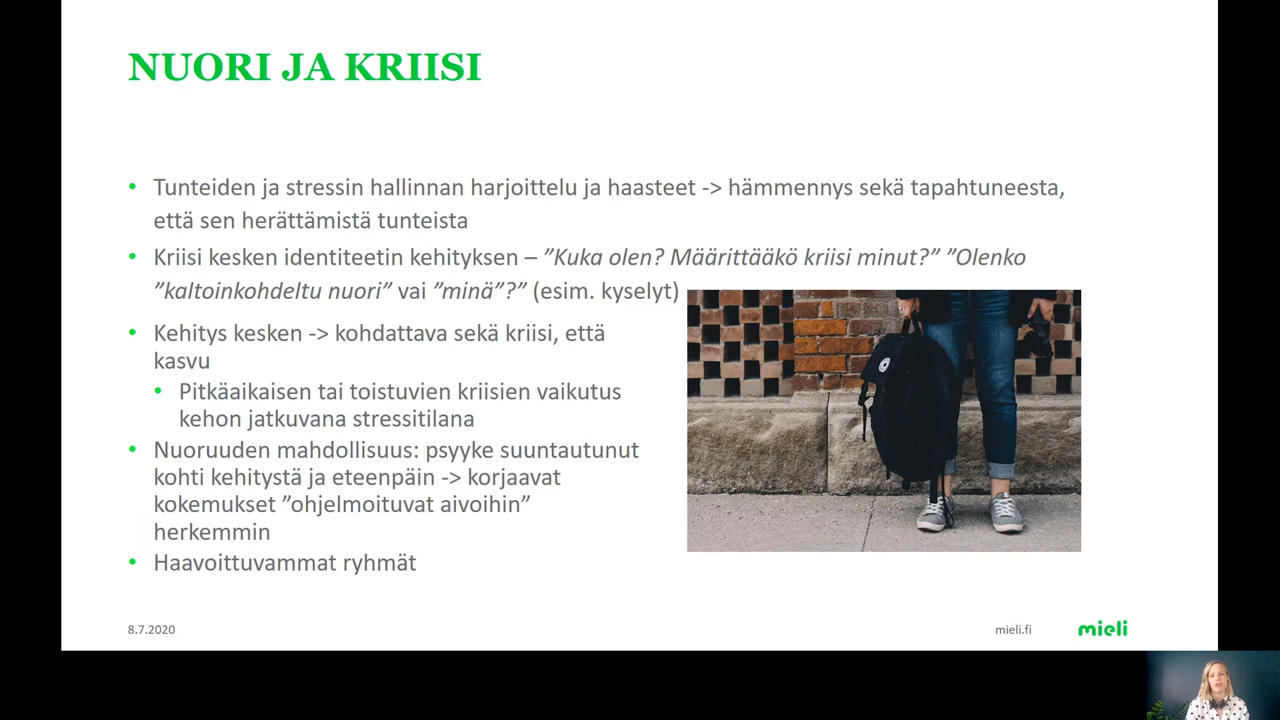 NUORI JA KRIISI
Tunteiden ja stressin hallinnan harjoittelu ja haasteet -> hämmennys sekä tapahtuneesta,
että sen herättämistä tunteista
Kriisi kesken identiteetin kehityksen – ”Kuka olen? Määrittääkö kriisi minut?” ”Olenko
”kaltoinkohdeltu nuori” vai ”minä”?” (esim. kyselyt)
Kehitys kesken -> kohdattava sekä kriisi, että
kasvu
Pitkäaikaisen tai toistuvien kriisien vaikutus
kehon jatkuvana stressitilana
Nuoruuden mahdollisuus: psyyke suuntautunut
kohti kehitystä ja eteenpäin -> korjaavat
kokemukset ”ohjelmoituvat aivoihin”
herkemmin
Haavoittuvammat ryhmät
8.7.2020
mieli.fi
mieli